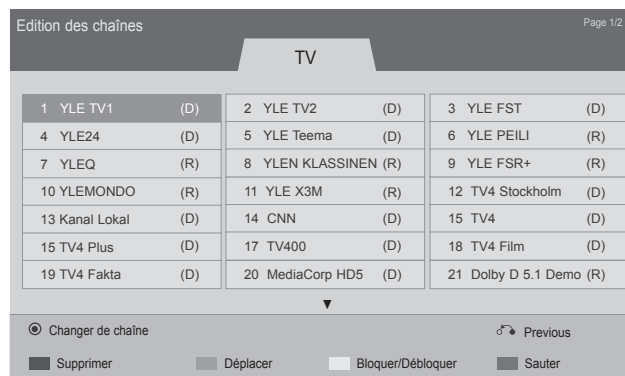 Edition des chaînes Page 1/2
TV
1 YLE TV1 (D) 2 YLE TV2 (D) 3 YLE FST (D)
4 YLE24 (D) 5 YLE Teema (D) 6 YLE PEILI (R)
7 YLEQ (R) 8 YLEN KLASSINEN (R) 9 YLE FSR+ (R)
10 YLEMONDO (R) 11 YLE X3M (R) 12 TV4 Stockholm (D)
13 Kanal Lokal (D) 14 CNN (D) 15 TV4 (D)
15 TV4 Plus (D) 17 TV400 (D) 18 TV4 Film (D)
19 TV4 Fakta (D) 20 MediaCorp HD5 (D) 21 Dolby D 5.1 Demo (R)
Changer de chaîne Previous
Supprimer Déplacer Bloquer/Débloquer Sauter